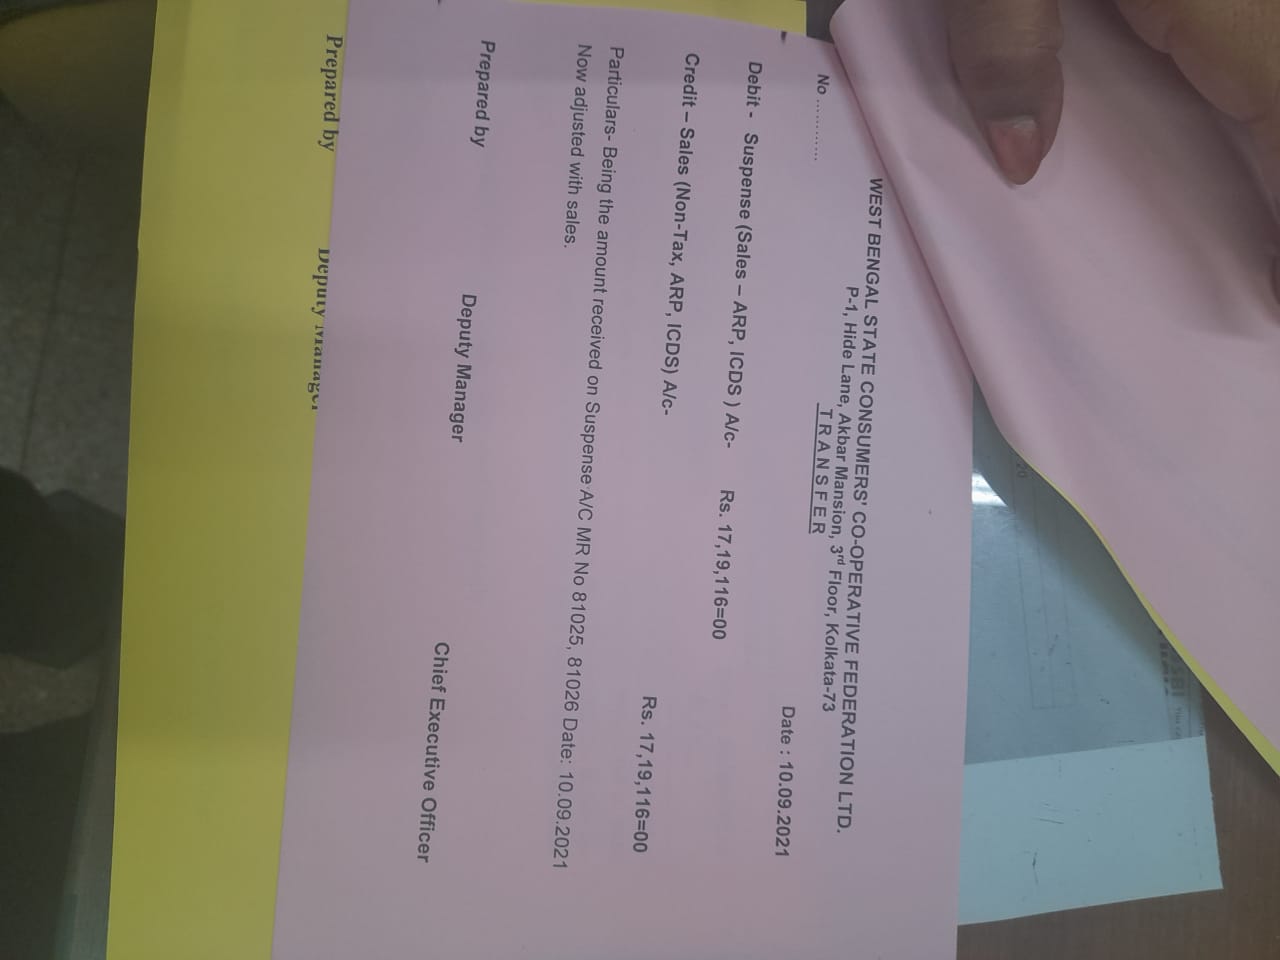 WEST BENGAL STATE CONSUMERS' CO-OPERATIVE FEDERATION LTD.
P-1, Hide Lane, Akbar Mansion, 3rd Floor, Kolkata-73
TRANSFER
No ............
Date : 10.09.2021
Debit - Suspense (Sales – ARP, ICDS ) A/c- Rs. 17,19,116=00
Credit – Sales (Non-Tax, ARP, ICDS) A/c- Rs. 17,19,116=00
Particulars- Being the amount received on Suspense A/C MR No 81025, 81026 Date: 10.09.2021
Now adjusted with sales.
Prepared by Deputy Manager Chief Executive Officer
Prepared by Deputy Manager
SBI